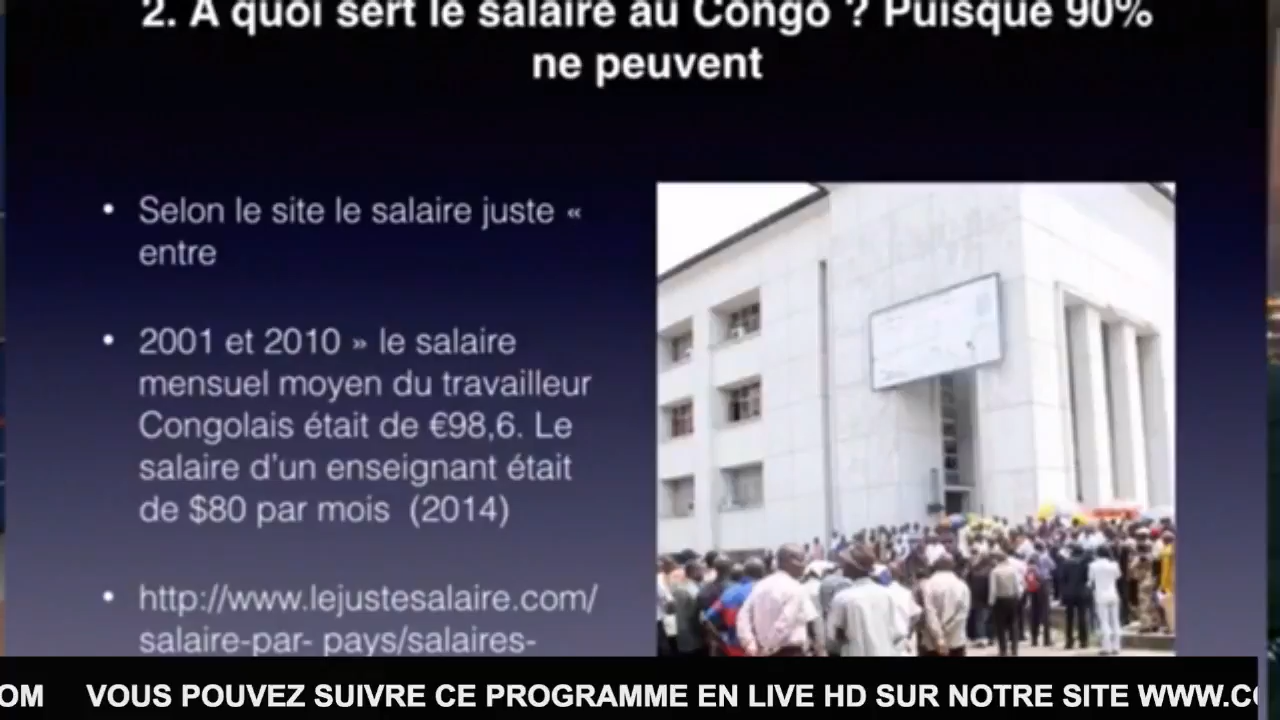 2. A quoi sert le salaire au Congo ? Puisque 90%
ne peuvent
• Selon le site le salaire juste «
entre
• 2001 et 2010 » le salaire
mensuel moyen du travailleur
Congolais était de €98,6. Le
salaire d'un enseignant était
de $80 par mois (2014)
• http://www.lejustesalaire.com/
salaire-par- pays/salaires-
OM VOUS POUVEZ SUIVRE CE PROGRAMME EN LIVE HD SUR NOTRE SITE WWW.C